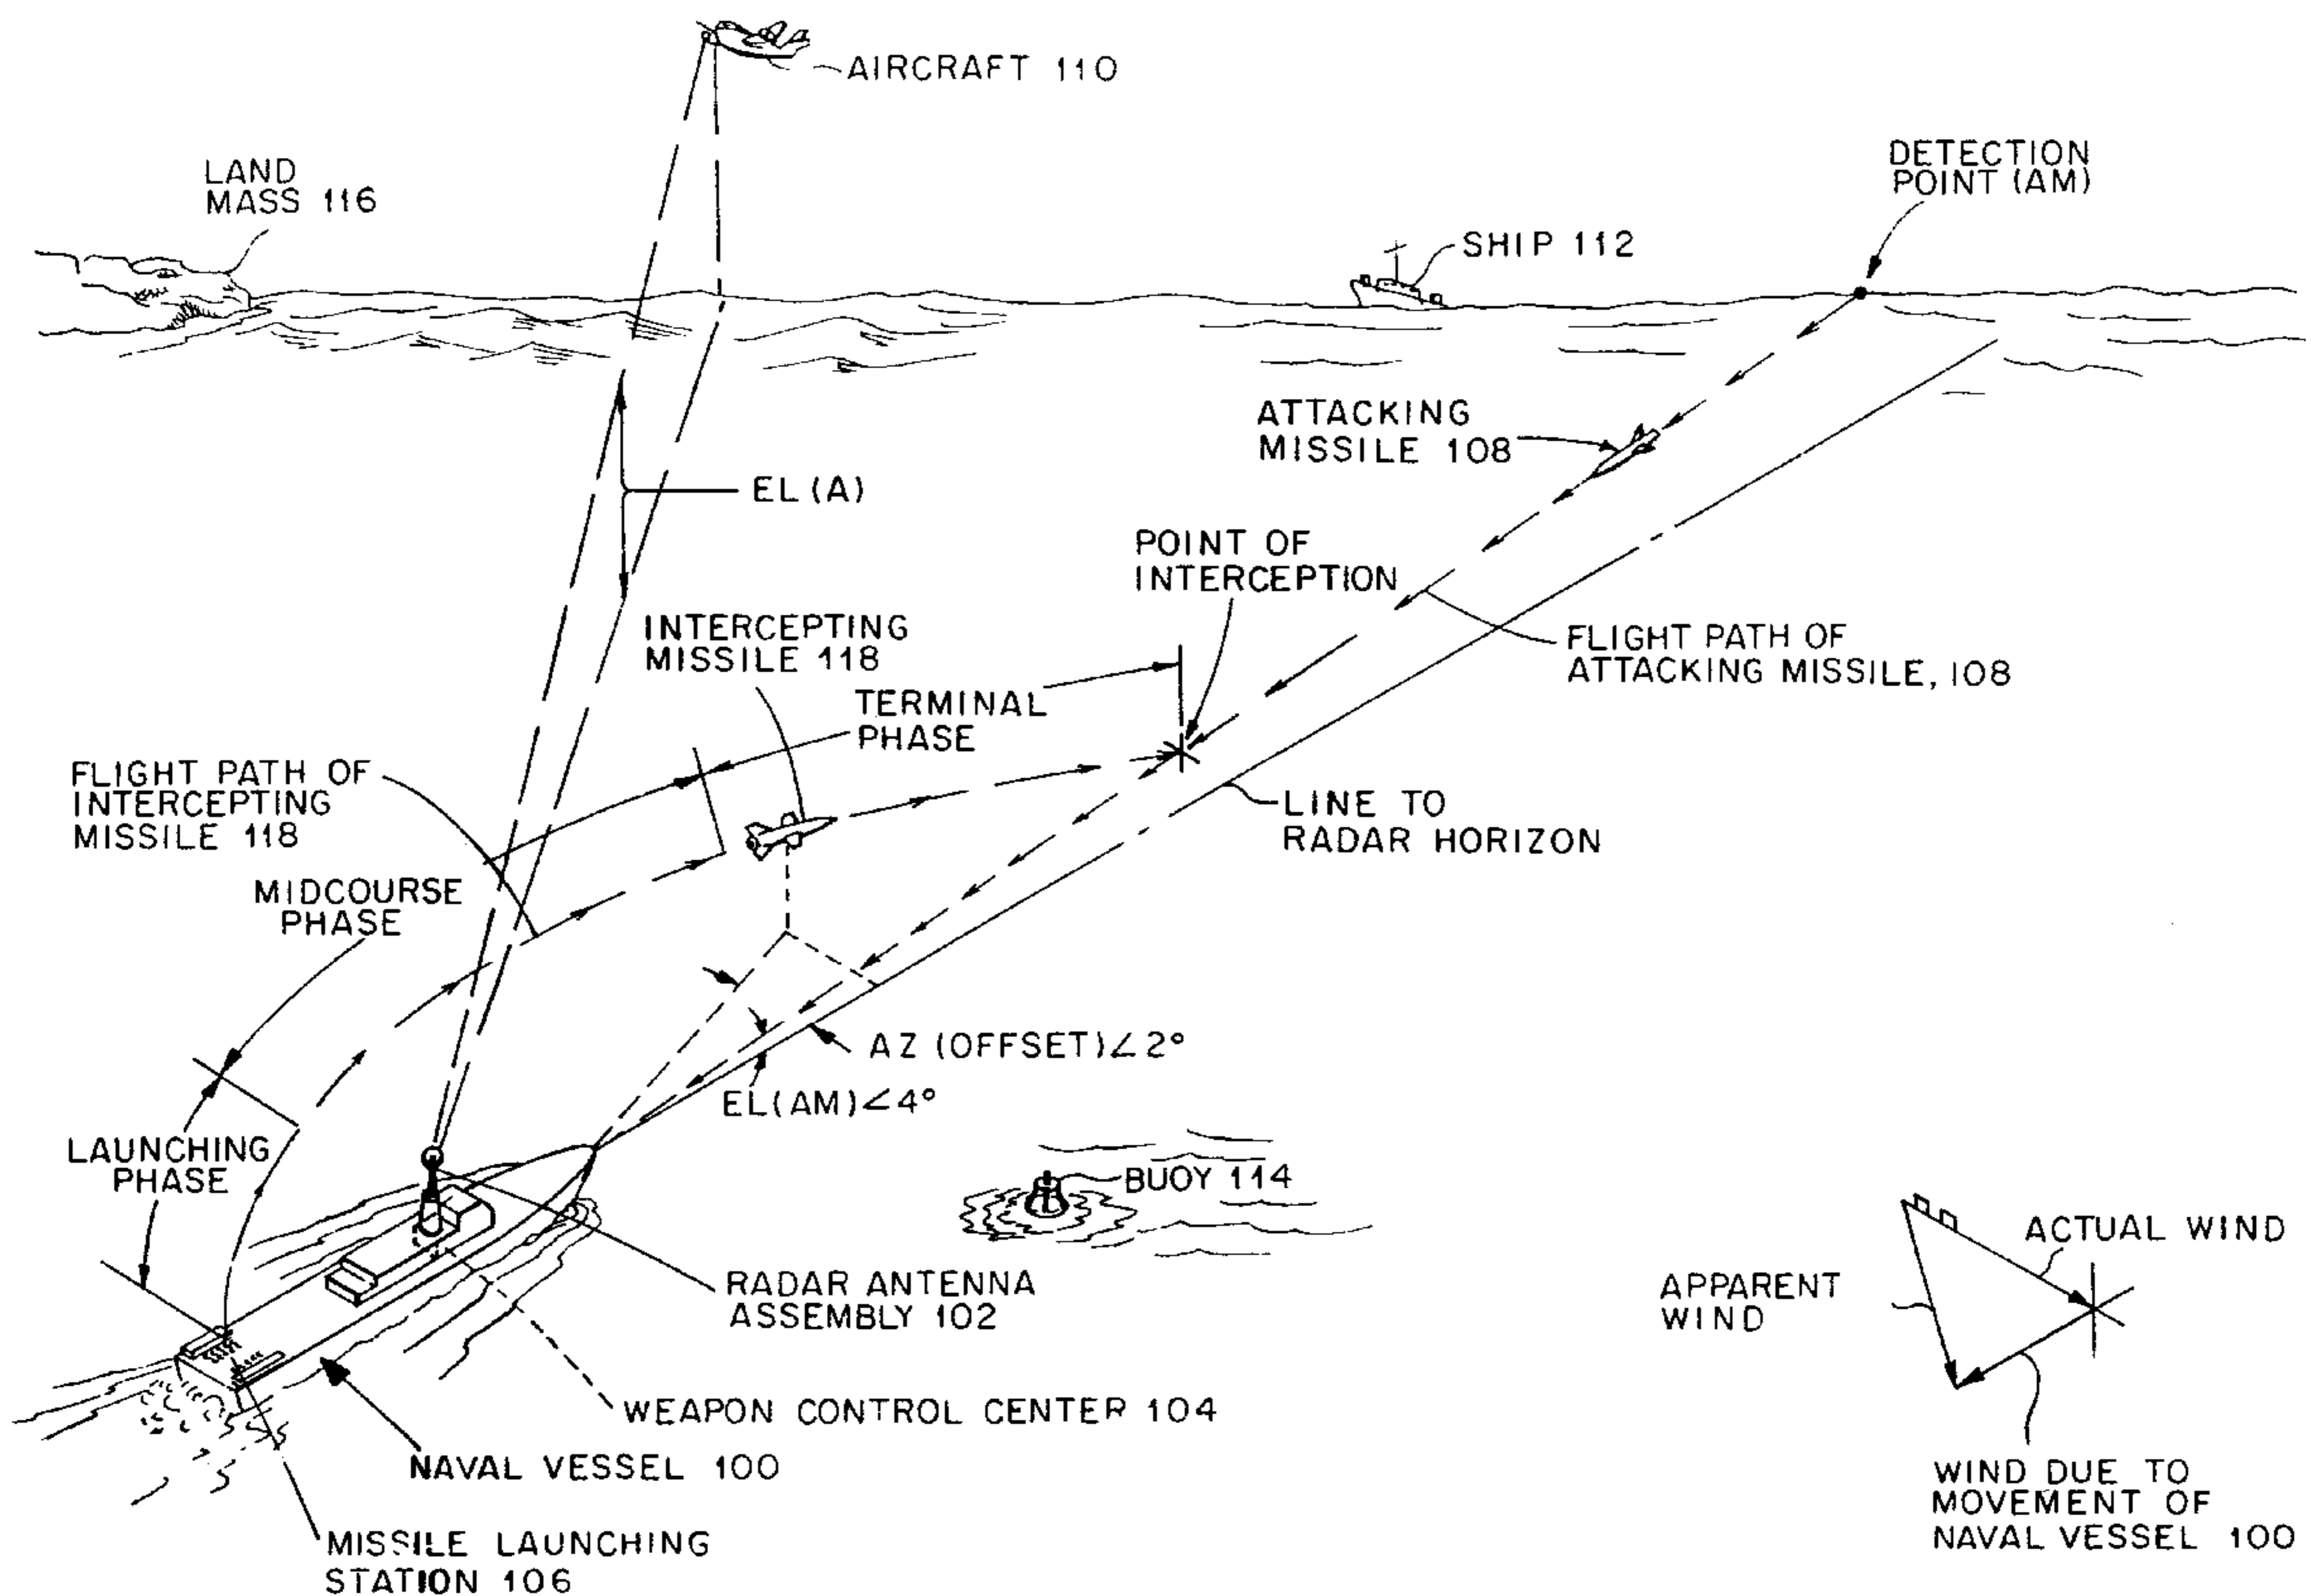 AIRCRAFT 110
LAND
MASS 116
DETECTION
POINT (AM)
SHIP 112
ATTACKING
MISSILE 108
EL (A)
POINT OF
INTERCEPTION
INTERCEPTING
MISSILE 118
FLIGHT PATH OF
ATTACKING MISSILE, 108
TERMINAL
PHASE
FLIGHT PATH OF
INTERCEPTING
MISSILE 118
LINE TO
RADAR HORIZON
MIDCOURSE
PHASE
AZ (OFFSET)∠2°
EL(AM)<4°
LAUNCHING
PHASE
BUOY 114
ACTUAL WIND
RADAR ANTENNA
ASSEMBLY 102
APPARENT
WIND
WEAPON CONTROL CENTER 104
NAVAL VESSEL 100
WIND DUE TO
MOVEMENT OF
NAVAL VESSEL 100
MISSILE LAUNCHING
STATION 106